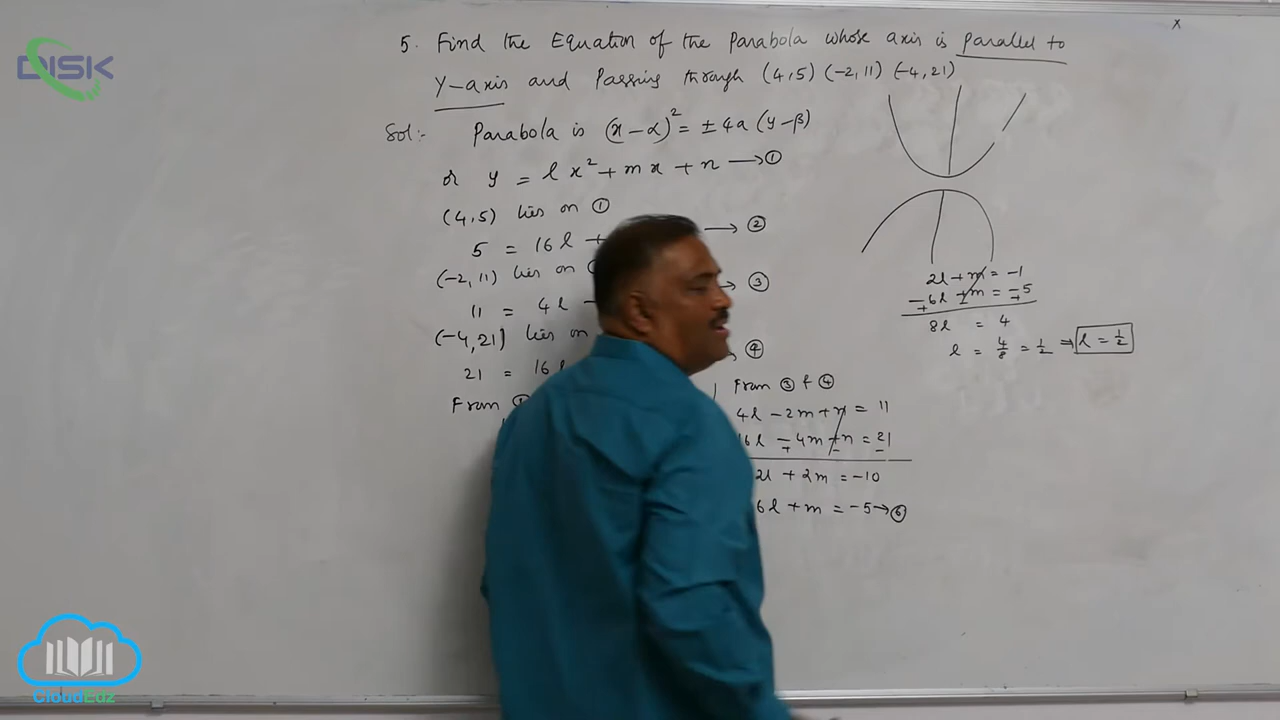 DISK
x
5. Find the Equation of the Parabola whose axis is parallel to
Y-axis and Passing through (4,5) (-2,11) (-4,21)
Sol:- Parabola is (x-α)² = ±4a (y-β)
or y = lx² + mx + n → ①
(4,5) lies on ①
5 = 16l + → ②
(-2,11) lies on
11 = 4l → ③
(-4,21) lies on
21 = 16l ④
From
2l + m = -1
-6l + m = -5
8l = 4
l = 4/8 = 1/2 ⇒ l = 1/2
From ③ & ④
4l - 2m + n = 11
16l - 4m + n = 21
2l + 2m = -10
6l + m = -5 → ⑥
CloudEdz